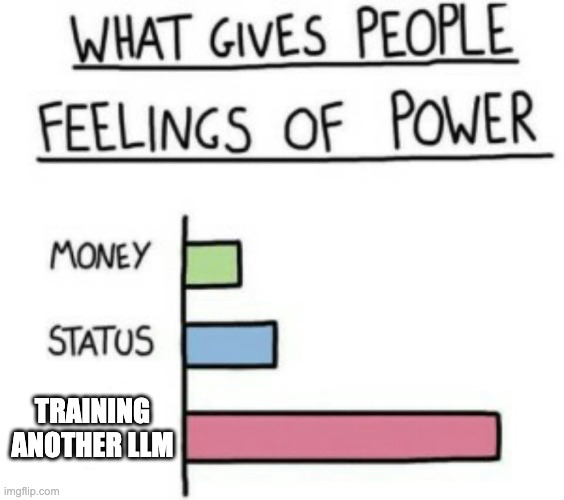 WHAT GIVES PEOPLE
FEELINGS OF POWER
MONEY
STATUS
TRAINING
ANOTHER LLM
imgflip.com